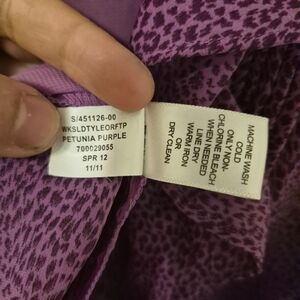 S/451126-00
WKSLDTYLEORFTP
PETUNIA PURPLE
700029055
SPR 12
11/11
MACHINE WASH
COLD
ONLY NON-
CHLORINE BLEACH
WHEN NEEDED
LINE DRY
WARM IRON
OR
DRY CLEAN